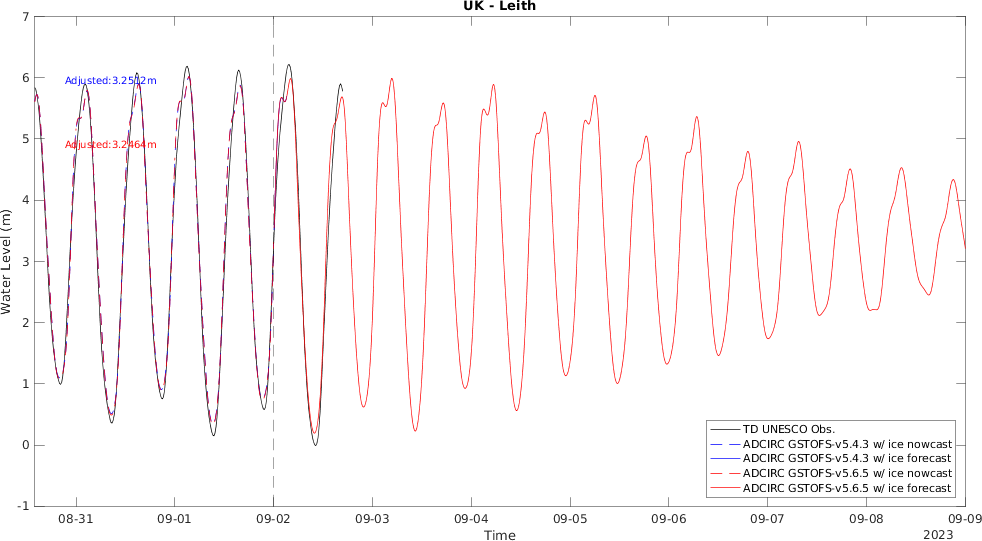 UK - Leith
7
6
5
4
3
2
1
0
-1
Water Level (m)
Adjusted:3.2512m
Adjusted:3.2464m
TD UNESCO Obs.
ADCIRC GSTOFS-v5.4.3 w/ ice nowcast
ADCIRC GSTOFS-v5.4.3 w/ ice forecast
ADCIRC GSTOFS-v5.6.5 w/ ice nowcast
ADCIRC GSTOFS-v5.6.5 w/ ice forecast
08-31 09-01 09-02 09-03 09-04 09-05 09-06 09-07 09-08 09-09
Time
2023